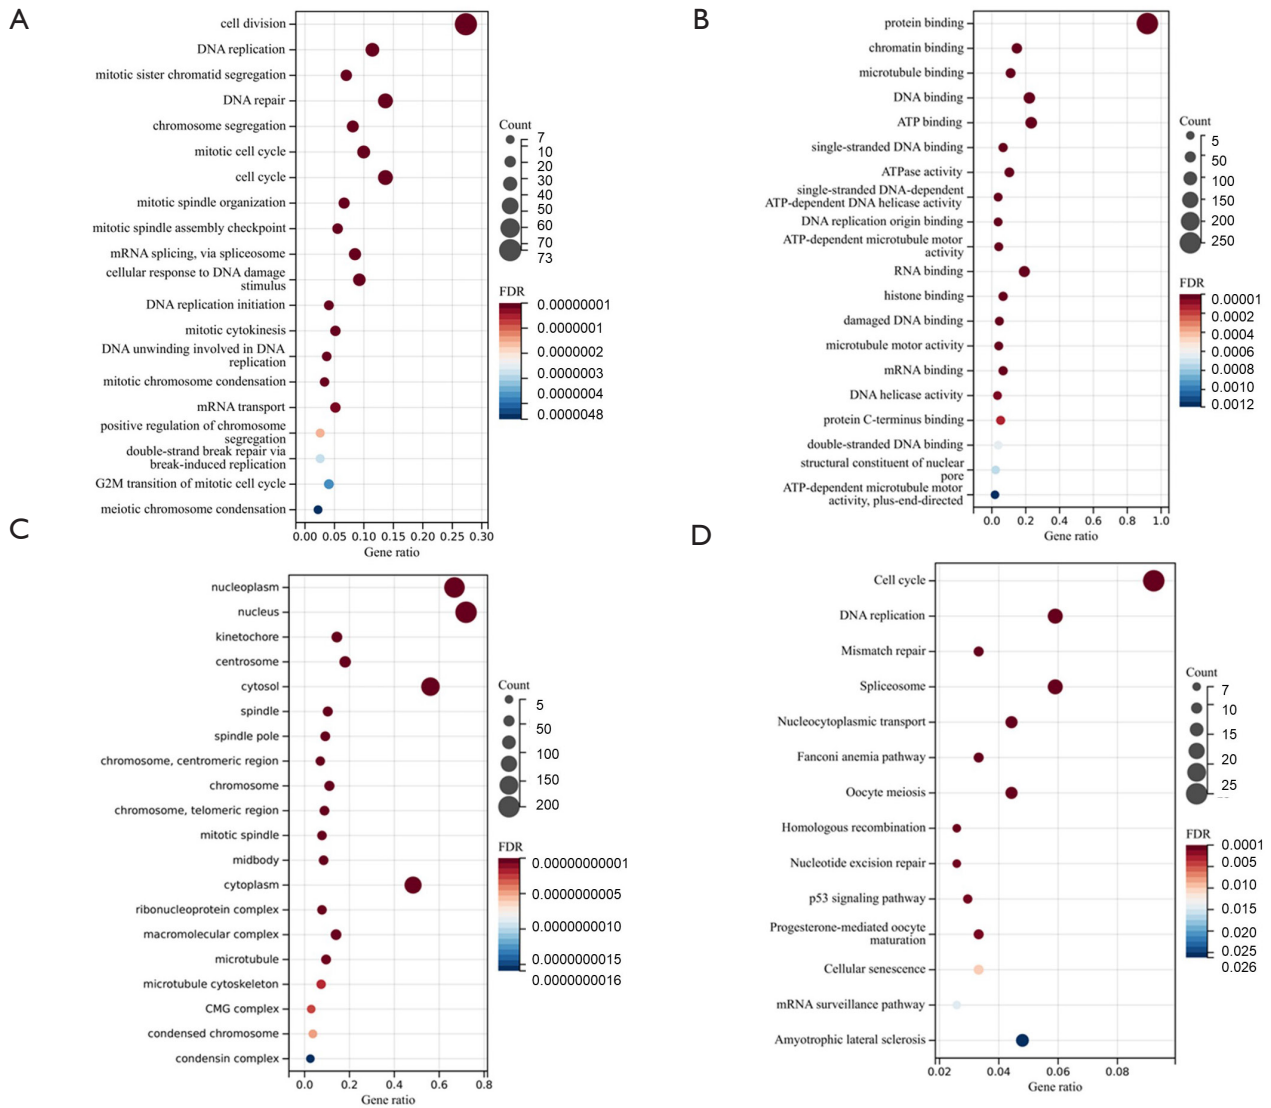 A
cell division
DNA replication
mitotic sister chromatid segregation
DNA repair
chromosome segregation
mitotic cell cycle
cell cycle
mitotic spindle organization
mitotic spindle assembly checkpoint
mRNA splicing, via spliceosome
cellular response to DNA damage
stimulus
DNA replication initiation
mitotic cytokinesis
DNA unwinding involved in DNA
replication
mitotic chromosome condensation
mRNA transport
positive regulation of chromosome
segregation
double-strand break repair via
break-induced replication
G2M transition of mitotic cell cycle
meiotic chromosome condensation
0.00 0.05 0.10 0.15 0.20 0.25 0.30
Gene ratio
Count
7
10
20
30
40
50
60
70
73
FDR
0.00000001
0.0000001
0.0000002
0.0000003
0.0000004
0.0000048
B
protein binding
chromatin binding
microtubule binding
DNA binding
ATP binding
single-stranded DNA binding
ATPase activity
single-stranded DNA-dependent
ATP-dependent DNA helicase activity
DNA replication origin binding
ATP-dependent microtubule motor
activity
RNA binding
histone binding
damaged DNA binding
microtubule motor activity
mRNA binding
DNA helicase activity
protein C-terminus binding
double-stranded DNA binding
structural constituent of nuclear
pore
ATP-dependent microtubule motor
activity, plus-end-directed
0.0 0.2 0.4 0.6 0.8 1.0
Gene ratio
Count
5
50
100
150
200
250
FDR
0.00001
0.0002
0.0004
0.0006
0.0008
0.0010
0.0012
C
nucleoplasm
nucleus
kinetochore
centrosome
cytosol
spindle
spindle pole
chromosome, centromeric region
chromosome
chromosome, telomeric region
mitotic spindle
midbody
cytoplasm
ribonucleoprotein complex
macromolecular complex
microtubule
microtubule cytoskeleton
CMG complex
condensed chromosome
condensin complex
0.0 0.2 0.4 0.6 0.8
Gene ratio
Count
5
50
100
150
200
FDR
0.00000000001
0.0000000005
0.0000000010
0.0000000015
0.0000000016
D
Cell cycle
DNA replication
Mismatch repair
Spliceosome
Nucleocytoplasmic transport
Fanconi anemia pathway
Oocyte meiosis
Homologous recombination
Nucleotide excision repair
p53 signaling pathway
Progesterone-mediated oocyte
maturation
Cellular senescence
mRNA surveillance pathway
Amyotrophic lateral sclerosis
0.02 0.04 0.06 0.08
Gene ratio
Count
7
10
15
20
25
FDR
0.0001
0.005
0.010
0.015
0.020
0.025
0.026